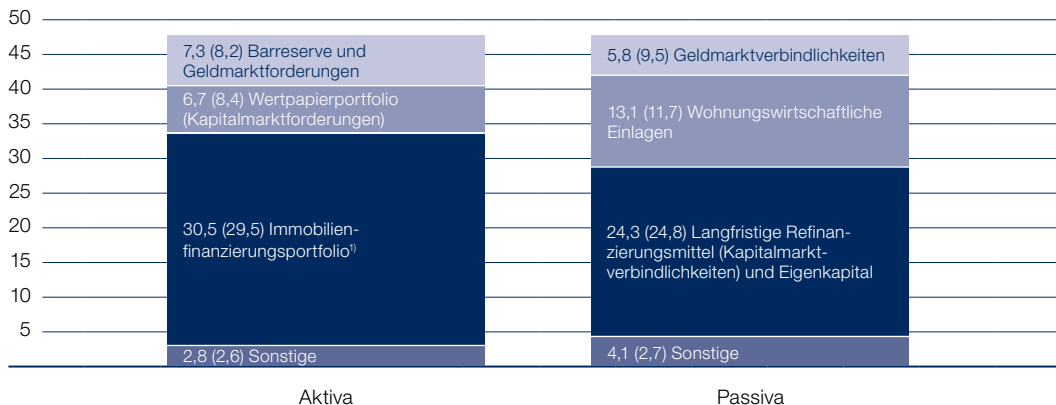 50
45
40
35
30
25
20
15
10
5
7,3 (8,2) Barreserve und
Geldmarktforderungen
6,7 (8,4) Wertpapierportfolio
(Kapitalmarktforderungen)
30,5 (29,5) Immobilien-
finanzierungsportfolio¹⁾
2,8 (2,6) Sonstige
5,8 (9,5) Geldmarktverbindlichkeiten
13,1 (11,7) Wohnungswirtschaftliche
Einlagen
24,3 (24,8) Langfristige Refinan-
zierungsmittel (Kapitalmarkt-
verbindlichkeiten) und Eigenkapital
4,1 (2,7) Sonstige
Aktiva
Passiva